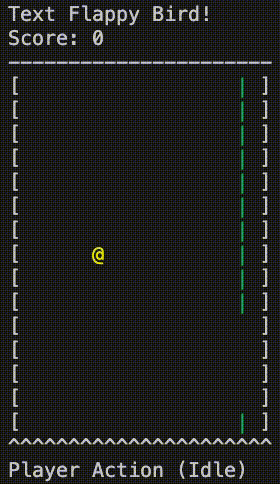 Text Flappy Bird!
Score: 0
----------------------
[                  | ]
[                  | ]
[                  | ]
[                  | ]
[                  | ]
[                  | ]
[                  | ]
[      @           | ]
[                  | ]
[                  | ]
[                    ]
[                    ]
[                    ]
[                    ]
[                  | ]
^^^^^^^^^^^^^^^^^^^^^^
Player Action (Idle)